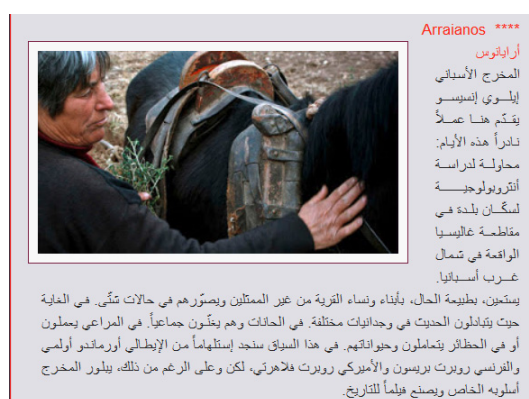 Arraianos ****
أرايانوس
المخرج الأسباني
إيلوي إنسيسو
يقدّم هنا عملاً
نادراً هذه الأيام:
محاولة لدراسة
أنثروبولوجية
لسكّان بلدة في
مقاطعة غاليسيا
الواقعة في شمال
غرب أسبانيا.
يستعين، بطبيعة الحال، بأبناء ونساء القرية من غير الممثلين ويصوّرهم في حالات شتّى. في الغابة
حيث يتبادلون الحديث في وجدانيات مختلفة. في الحانات وهم يغنّون جماعياً. في المراعي يعملون
أو في الحظائر يتعاملون وحيواناتهم. في هذا السياق سنجد إستلهاماً من الإيطالي أورماندو أولمي
والفرنسي روبرت بريسون والأميركي روبرت فلاهرتي، لكن وعلى الرغم من ذلك، يبلور المخرج
أسلوبه الخاص ويصنع فيلماً للتاريخ.